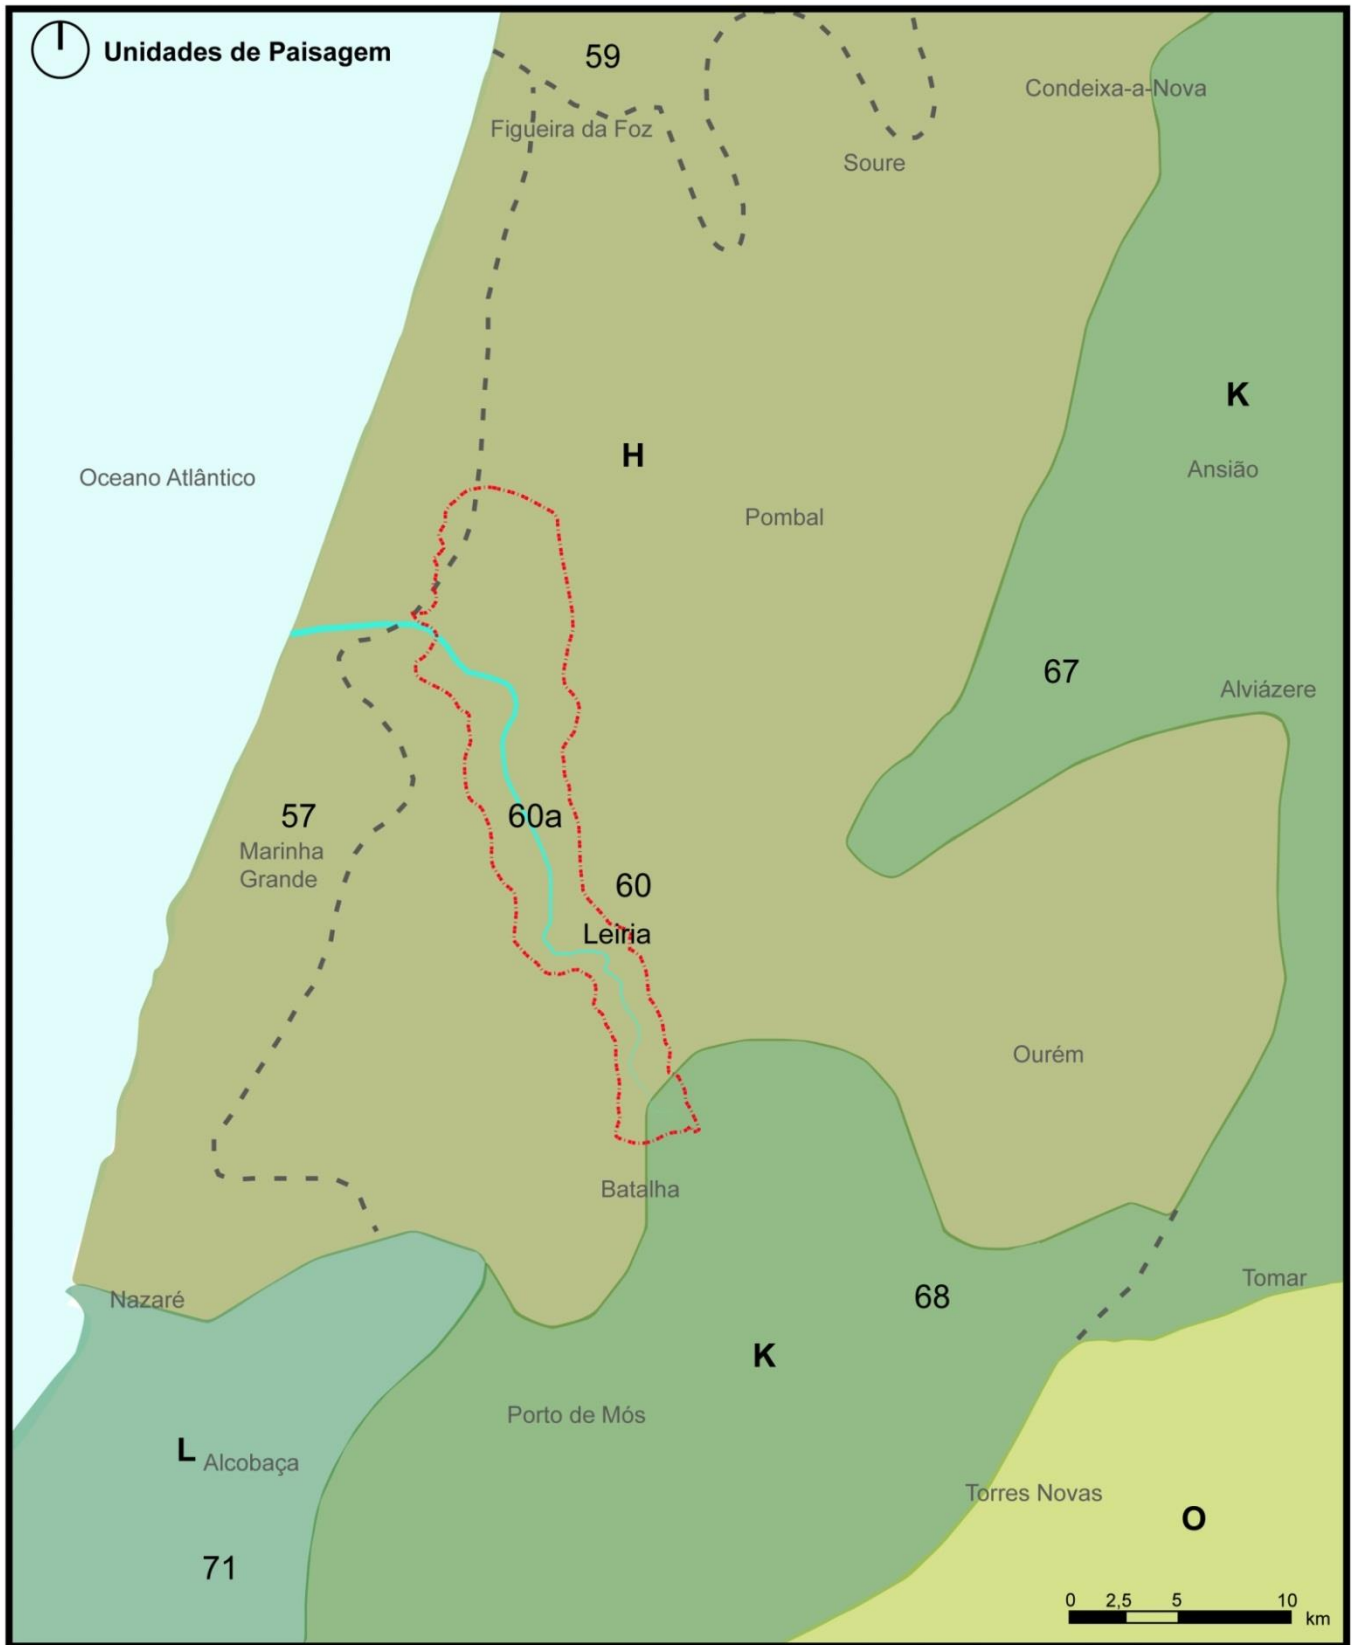 Unidades de Paisagem
59
Condeixa-a-Nova
Figueira da Foz
Soure
K
H
Oceano Atlântico
Ansião
Pombal
67
Alviázere
57
60a
Marinha
Grande
60
Leiria
Ourém
Batalha
Nazaré
68
Tomar
K
Porto de Mós
L
Alcobaça
Torres Novas
O
71
0 2,5 5 10
km